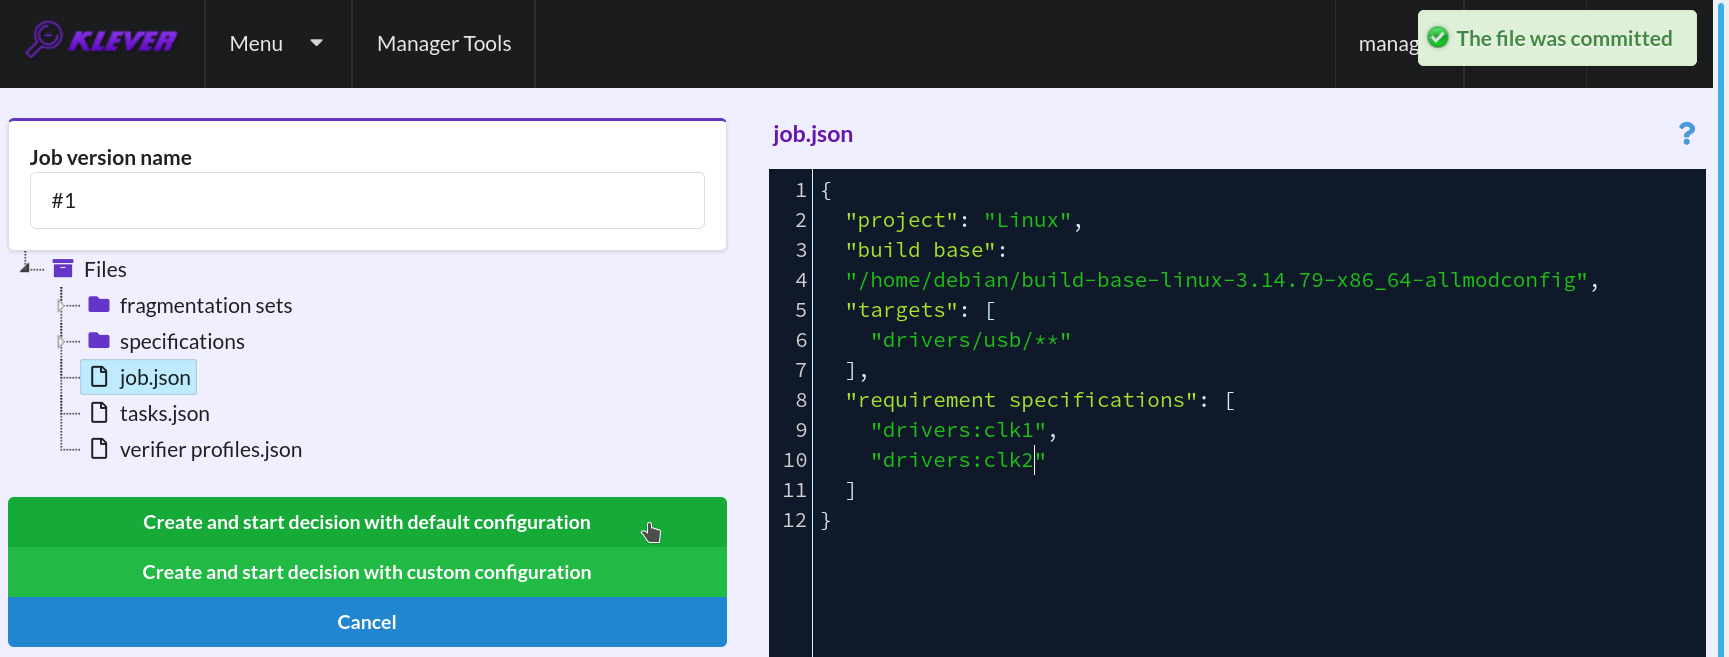 KLEVER
Menu
Manager Tools
manag
The file was committed
Job version name
#1
Files
fragmentation sets
specifications
job.json
tasks.json
verifier profiles.json
Create and start decision with default configuration
Create and start decision with custom configuration
Cancel
job.json
?
1 {
2 "project": "Linux",
3 "build base":
4 "/home/debian/build-base-linux-3.14.79-x86_64-allmodconfig",
5 "targets": [
6 "drivers/usb/**"
7 ],
8 "requirement specifications": [
9 "drivers:clk1",
10 "drivers:clk2"
11 ]
12 }